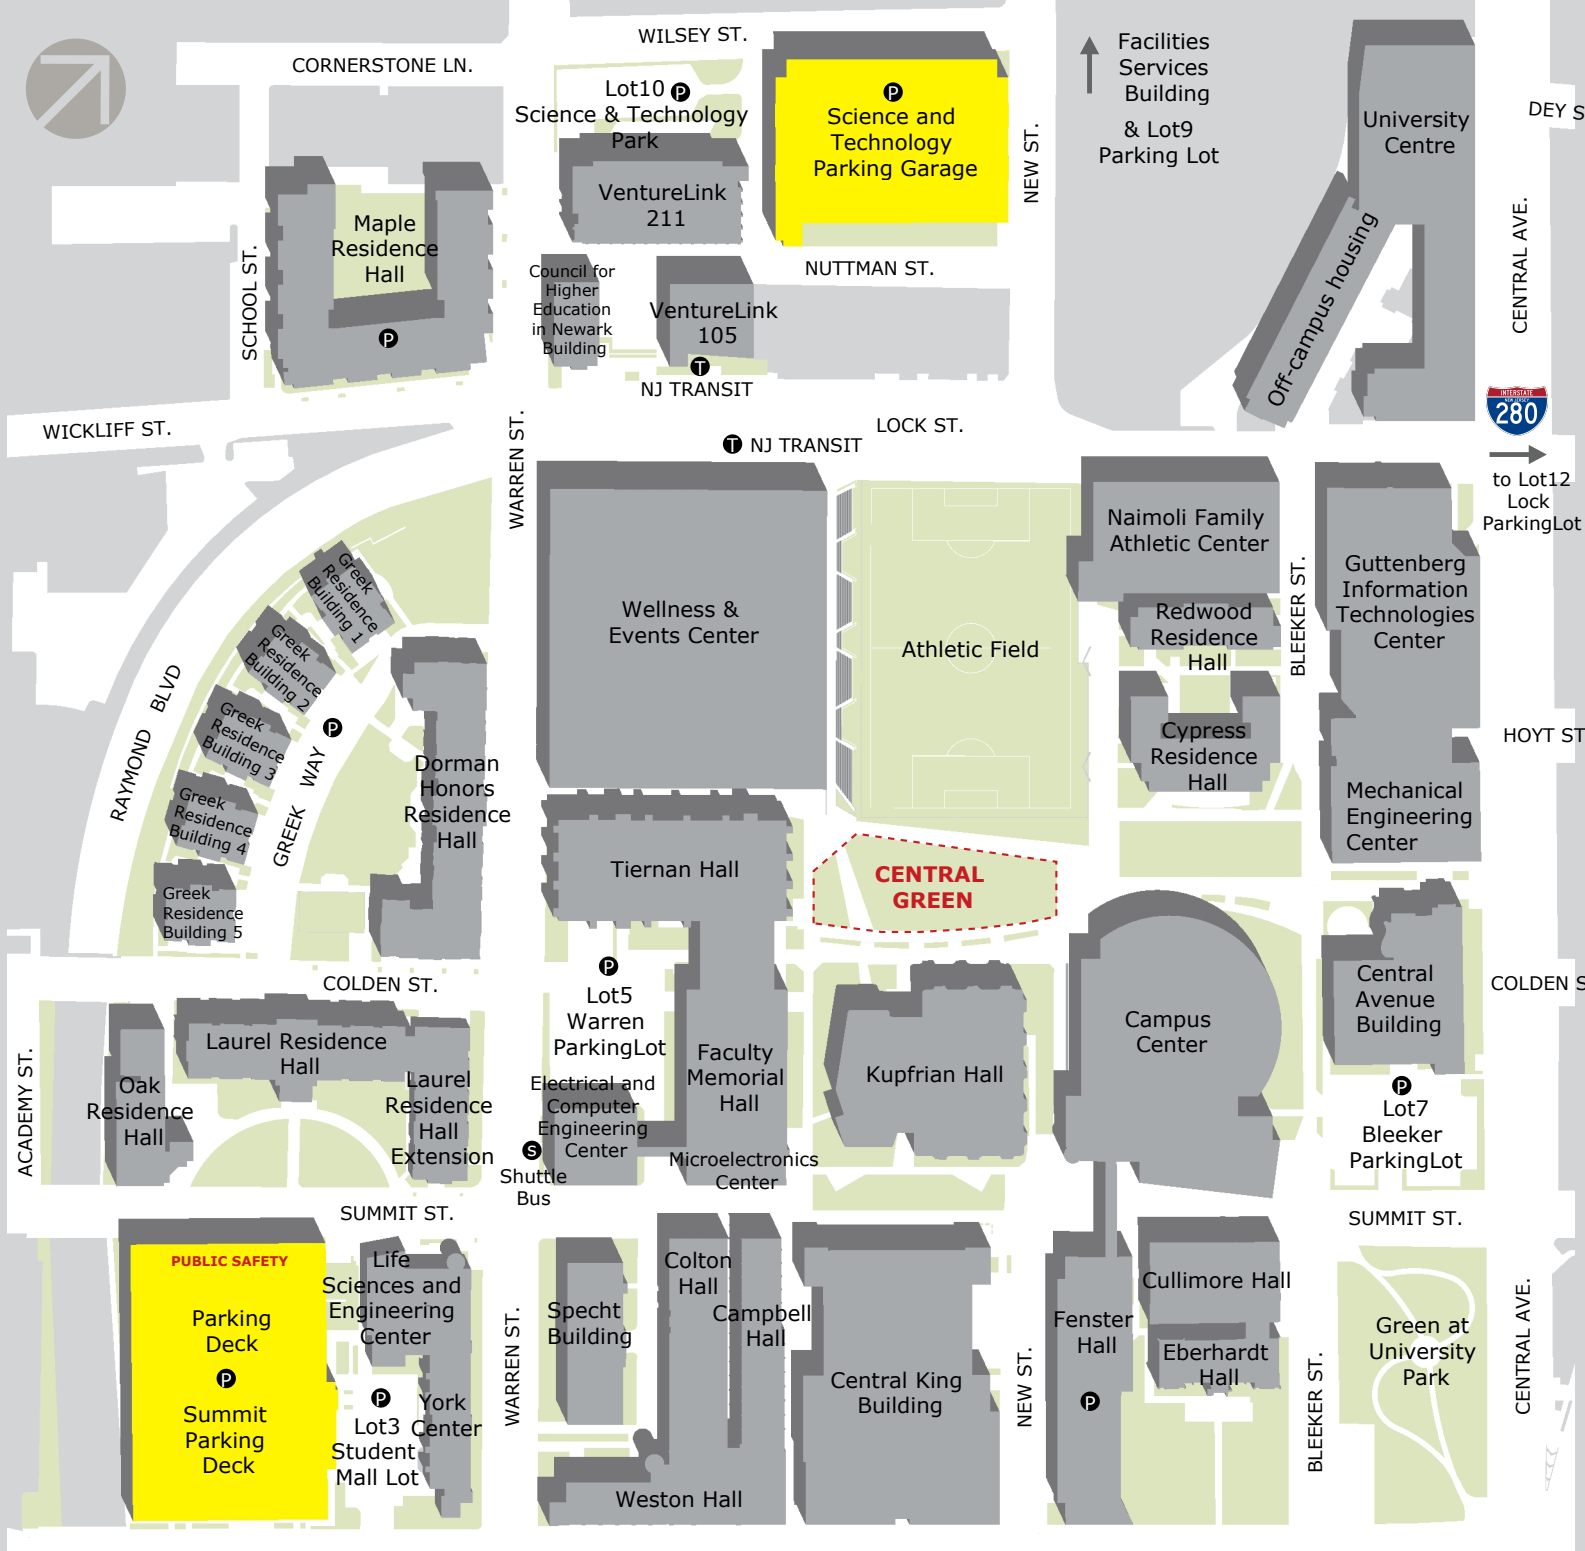 WILSEY ST.
CORNERSTONE LN.
Lot10 P
Science & Technology
Park
P
Science and
Technology
Parking Garage
NEW ST.
Facilities
Services
Building
& Lot9
Parking Lot
University
Centre
DEY S
VentureLink
211
Maple
Residence
Hall
P
SCHOOL ST.
NUTTMAN ST.
Council for
Higher
Education
in Newark
Building
VentureLink
105
T
NJ TRANSIT
Off-campus housing
CENTRAL AVE.
INTERSTATE
NEW JERSEY
280
to Lot12
Lock
ParkingLot
WICKLIFF ST.
WARREN ST.
LOCK ST.
T NJ TRANSIT
Naimoli Family
Athletic Center
BLEEKER ST.
Guttenberg
Information
Technologies
Center
Greek
Residence
Building 1
Greek
Residence
Building 2
Greek
Residence
Building 3
Greek
Residence
Building 4
Greek
Residence
Building 5
RAYMOND BLVD
GREEK WAY
P
Wellness &
Events Center
Athletic Field
Redwood
Residence
Hall
Cypress
Residence
Hall
HOYT ST
Dorman
Honors
Residence
Hall
Mechanical
Engineering
Center
Tiernan Hall
CENTRAL
GREEN
COLDEN ST.
P
Lot5
Warren
ParkingLot
Central
Avenue
Building
COLDEN S
Campus
Center
Laurel Residence
Hall
Oak
Residence
Hall
Laurel
Residence
Hall
Extension
ACADEMY ST.
Electrical and
Computer
Engineering
Center
Faculty
Memorial
Hall
Kupfrian Hall
P
Lot7
Bleeker
ParkingLot
S
Shuttle
Bus
Microelectronics
Center
SUMMIT ST.
SUMMIT ST.
PUBLIC SAFETY
Parking
Deck
P
Summit
Parking
Deck
Life
Sciences and
Engineering
Center
P
Lot3
Student
Mall Lot
York
Center
WARREN ST.
Specht
Building
Colton
Hall
Campbell
Hall
Weston Hall
Central King
Building
NEW ST.
Fenster
Hall
P
Cullimore Hall
Eberhardt
Hall
BLEEKER ST.
Green at
University
Park
CENTRAL AVE.